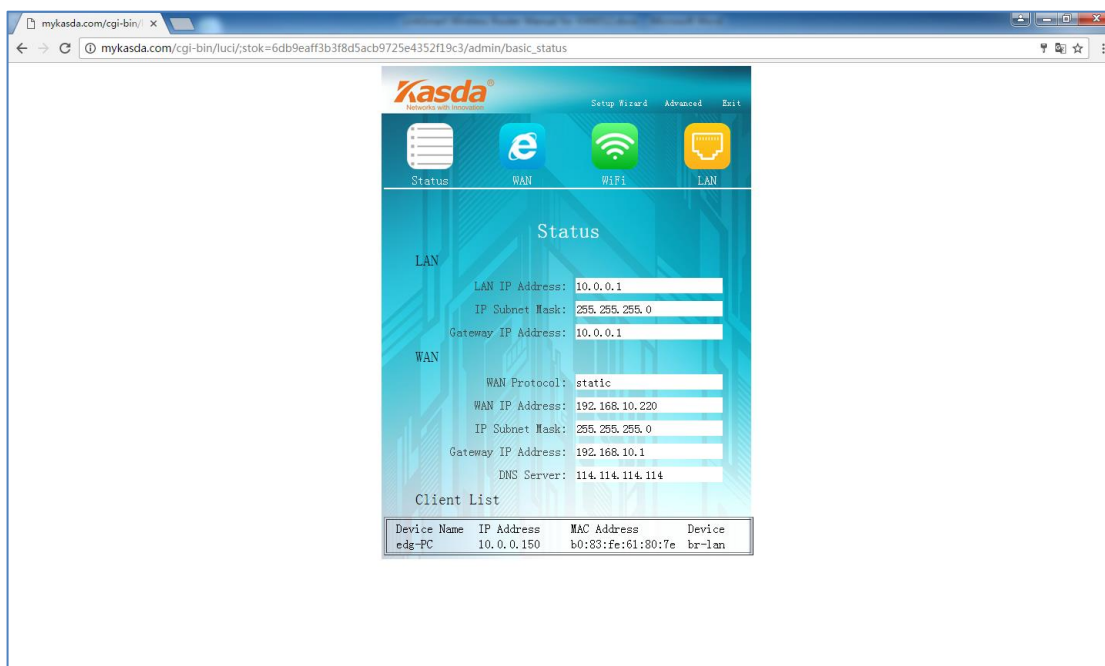 mykasda.com/cgi-bin/l
mykasda.com/cgi-bin/luci/;stok=6db9eaff3b3f8d5acb9725e4352f19c3/admin/basic_status
Kasda®
Networks with Innovation
Setup Wizard Advanced Exit
Status WAN WiFi LAN
Status
LAN
LAN IP Address: 10.0.0.1
IP Subnet Mask: 255.255.255.0
Gateway IP Address: 10.0.0.1
WAN
WAN Protocol: static
WAN IP Address: 192.168.10.220
IP Subnet Mask: 255.255.255.0
Gateway IP Address: 192.168.10.1
DNS Server: 114.114.114.114
Client List
Device Name IP Address MAC Address Device
edg-PC 10.0.0.150 b0:83:fe:61:80:7e br-lan